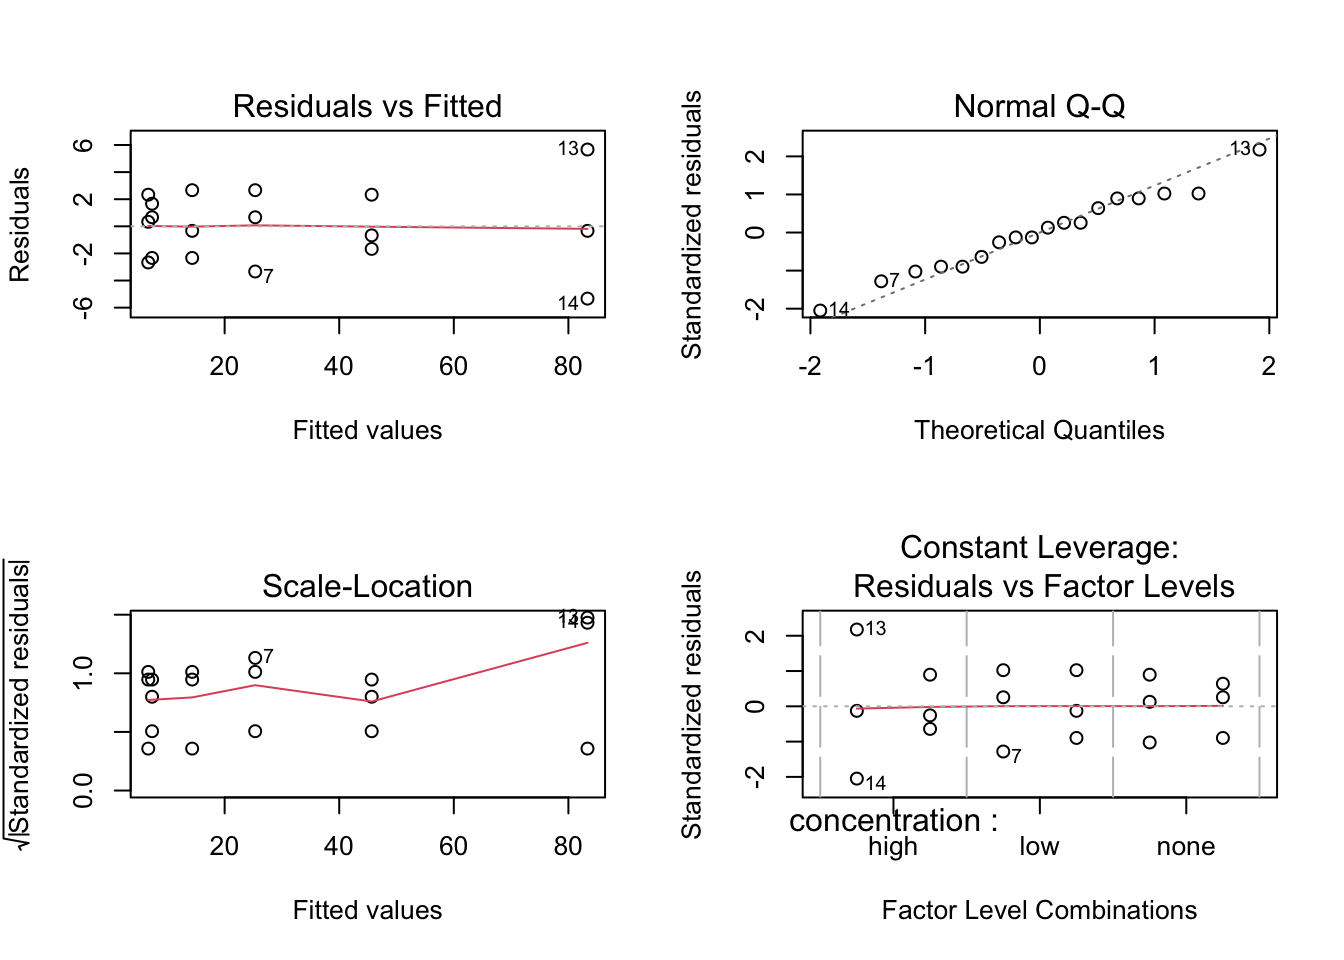 Residuals vs Fitted
Residuals
6
2
-2
-6
13
7
14
20 40 60 80
Fitted values
Normal Q-Q
Standardized residuals
2
1
0
-2
13
7
14
-2 -1 0 1 2
Theoretical Quantiles
Scale-Location
√|Standardized residuals|
1.0
0.0
13
14
7
20 40 60 80
Fitted values
Constant Leverage:
Residuals vs Factor Levels
Standardized residuals
2
0
-2
13
7
14
concentration :
high low none
Factor Level Combinations